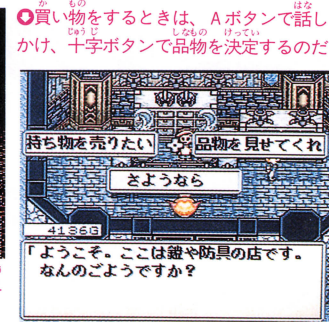 買い物をするときは、Aボタンで話し
かけ、十字ボタンで品物を決定するのだ
持ち物を売りたい
品物を見せてくれ
さようなら
4186G
「ようこそ。ここは鎧や防具の店です。
なんのごようですか?